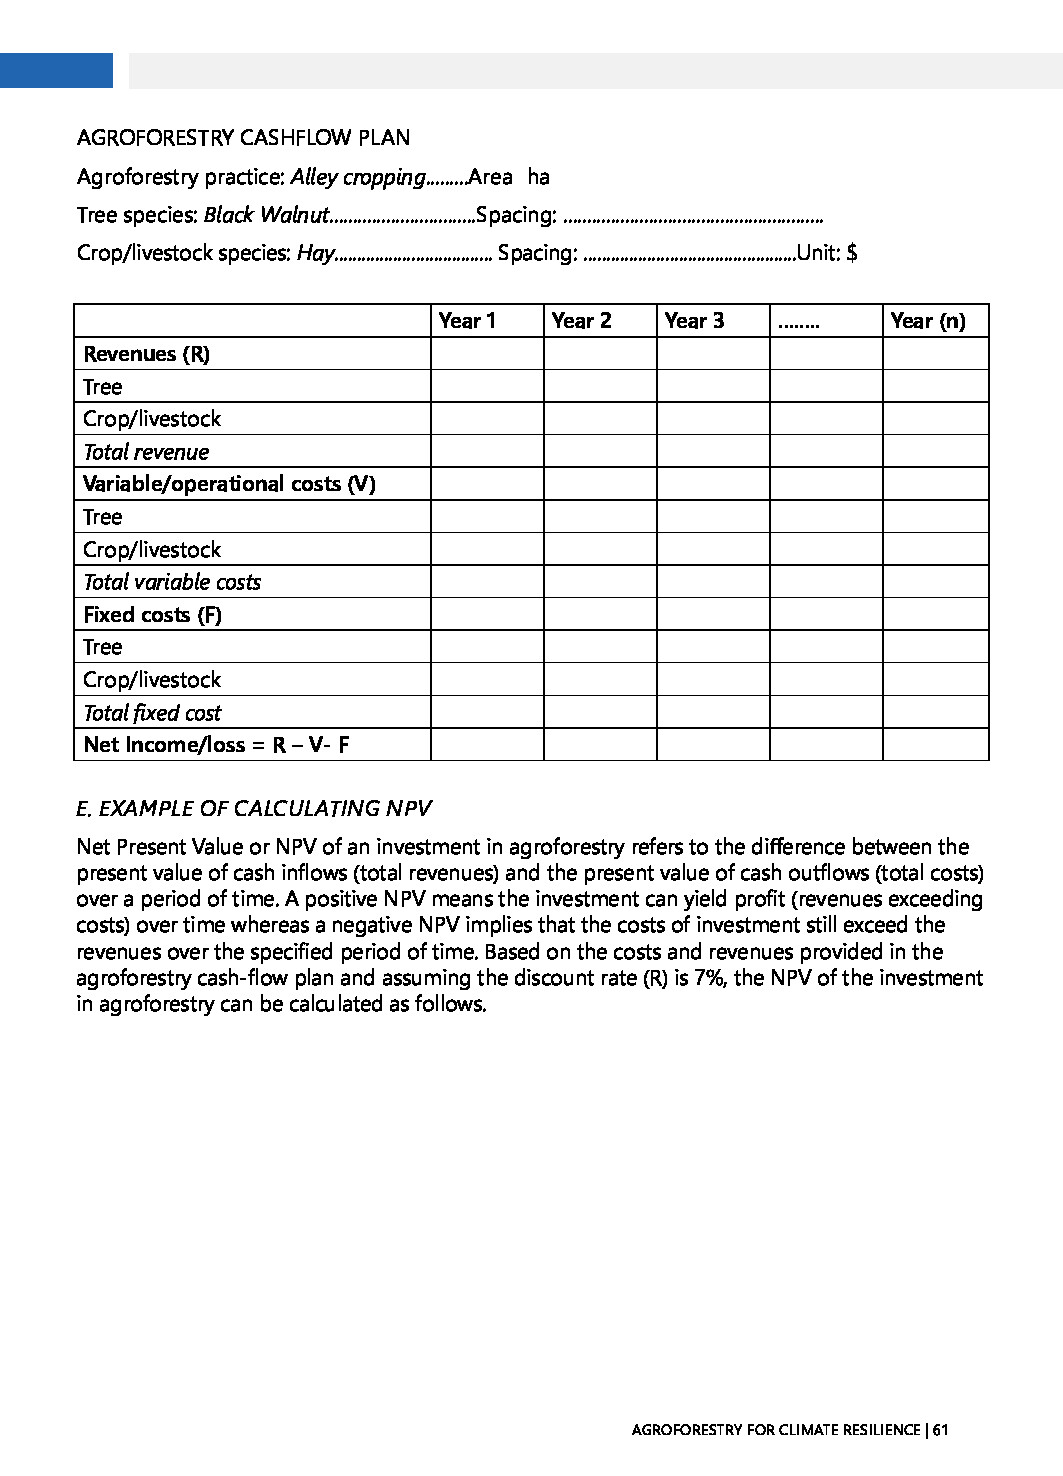 AGROFORESTRY CASHFLOW PLAN
Agroforestry practice: Alley cropping.........Area ha
Tree species: Black Walnut...............................Spacing: .......................................................
Crop/livestock species: Hay.................................. Spacing: ...............................................Unit: $
Year 1 Year 2 Year 3 ........ Year (n)
Revenues (R)
Tree
Crop/livestock
Total revenue
Variable/operational costs (V)
Tree
Crop/livestock
Total variable costs
Fixed costs (F)
Tree
Crop/livestock
Total fixed cost
Net Income/loss = R – V- F
E. EXAMPLE OF CALCULATING NPV
Net Present Value or NPV of an investment in agroforestry refers to the difference between the
present value of cash inflows (total revenues) and the present value of cash outflows (total costs)
over a period of time. A positive NPV means the investment can yield profit (revenues exceeding
costs) over time whereas a negative NPV implies that the costs of investment still exceed the
revenues over the specified period of time. Based on the costs and revenues provided in the
agroforestry cash-flow plan and assuming the discount rate (R) is 7%, the NPV of the investment
in agroforestry can be calculated as follows.
AGROFORESTRY FOR CLIMATE RESILIENCE | 61